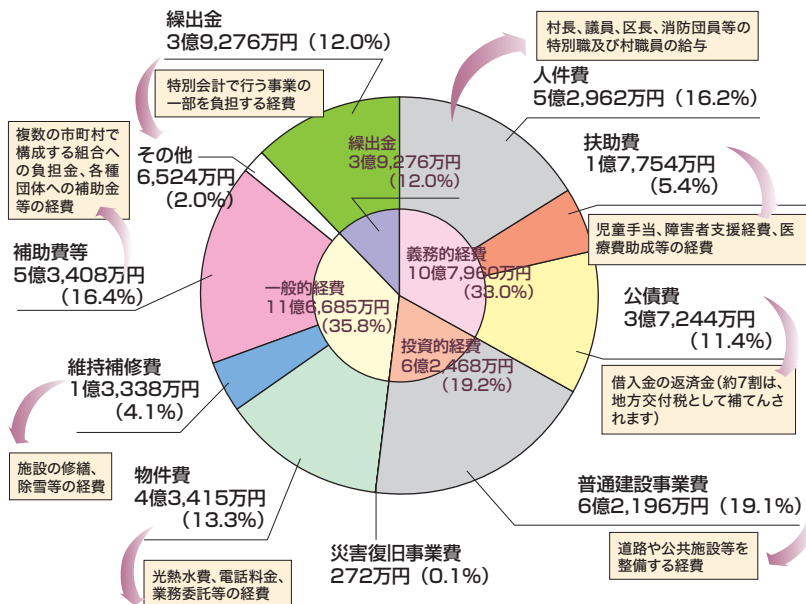 繰出金
3億9,276万円（12.0%）
特別会計で行う事業の
一部を負担する経費
村長、議員、区長、消防団員等の
特別職及び村職員の給与
人件費
5億2,962万円（16.2%）
扶助費
1億7,754万円
（5.4%）
児童手当、障害者支援経費、医
療費助成等の経費
公債費
3億7,244万円
（11.4%）
借入金の返済金（約7割は、
地方交付税として補てんさ
れます）
普通建設事業費
6億2,196万円（19.1%）
道路や公共施設等を
整備する経費
災害復旧事業費
272万円（0.1%）
物件費
4億3,415万円
（13.3%）
光熱水費、電話料金、
業務委託等の経費
維持補修費
1億3,338万円
（4.1%）
施設の修繕、
除雪等の経費
補助費等
5億3,408万円
（16.4%）
複数の市町村で
構成する組合へ
の負担金、各種
団体への補助金
等の経費
その他
6,524万円
（2.0%）
繰出金
3億9,276万円
（12.0%）
義務的経費
10億7,960万円
（33.0%）
投資的経費
6億2,468万円
（19.2%）
一般的経費
11億6,685万円
（35.8%）